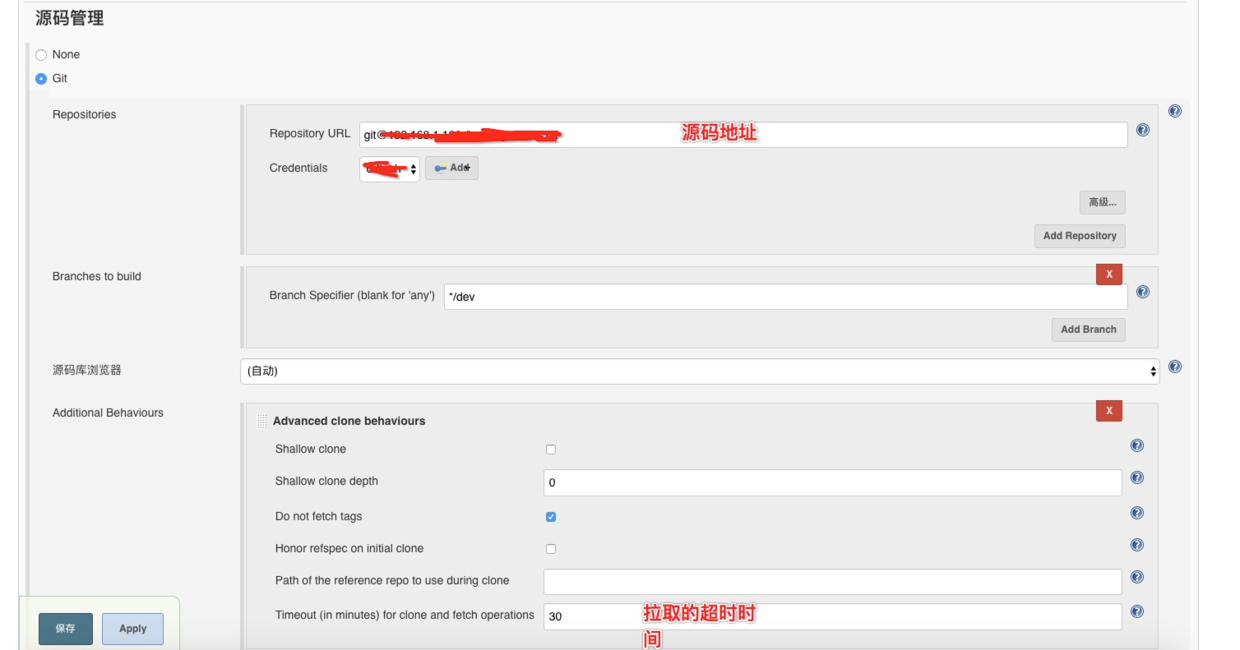 源码管理
None
Git
Repositories
Repository URL git@ 源码地址
Credentials Add
高级...
Add Repository
Branches to build
X
Branch Specifier (blank for 'any') */dev
Add Branch
源码库浏览器 (自动)
Additional Behaviours
X
Advanced clone behaviours
Shallow clone
Shallow clone depth 0
Do not fetch tags
Honor refspec on initial clone
Path of the reference repo to use during clone
Timeout (in minutes) for clone and fetch operations 30 拉取的超时时
间
保存 Apply